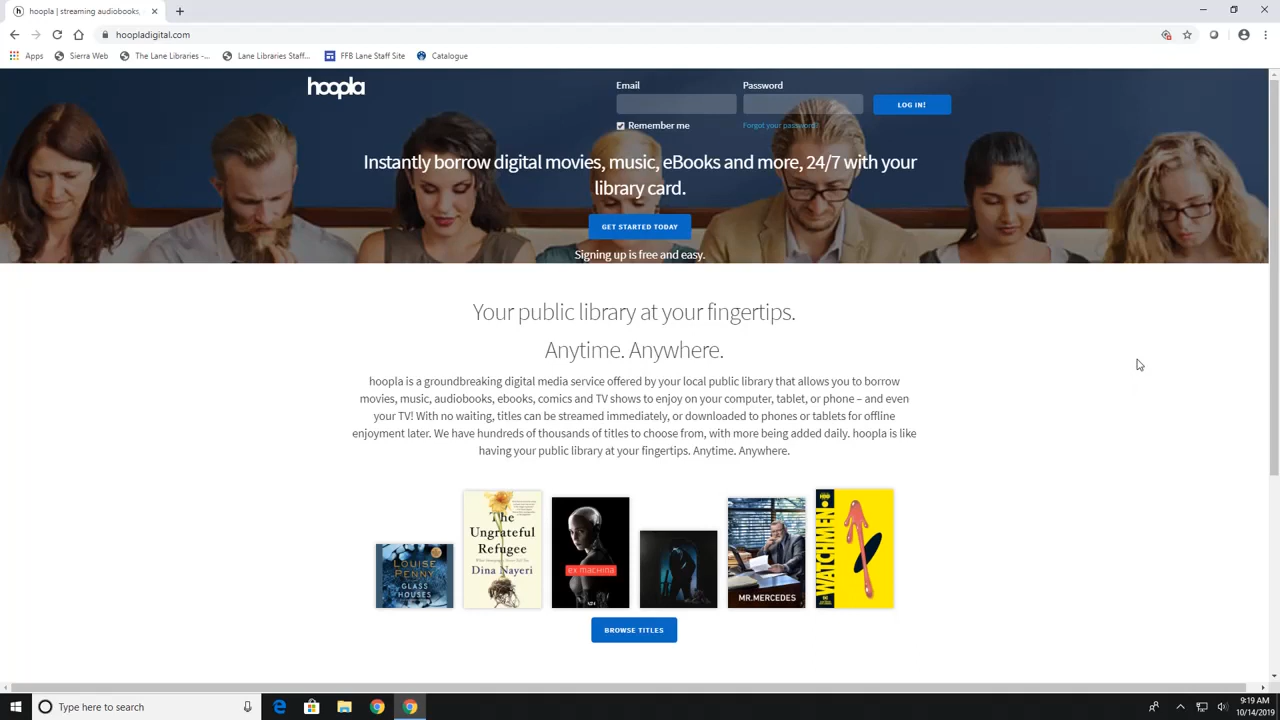 hoopla | streaming audiobooks,
hoopladigital.com
Apps
Sierra Web
The Lane Libraries -...
Lane Libraries Staff...
FFB Lane Staff Site
Catalogue
hoopla
Email
Password
LOG IN!
Remember me
Forgot your password?
Instantly borrow digital movies, music, eBooks and more, 24/7 with your
library card.
GET STARTED TODAY
Signing up is free and easy.
Your public library at your fingertips.
Anytime. Anywhere.
hoopla is a groundbreaking digital media service offered by your local public library that allows you to borrow
movies, music, audiobooks, ebooks, comics and TV shows to enjoy on your computer, tablet, or phone – and even
your TV! With no waiting, titles can be streamed immediately, or downloaded to phones or tablets for offline
enjoyment later. We have hundreds of thousands of titles to choose from, with more being added daily. hoopla is like
having your public library at your fingertips. Anytime. Anywhere.
LOUISE
PENNY
GLASS
HOUSES
The
Ungrateful
Refugee
Dina Nayeri
ex machina
MR. MERCEDES
WATCHMEN
BROWSE TITLES
Type here to search
9:19 AM
10/14/2019